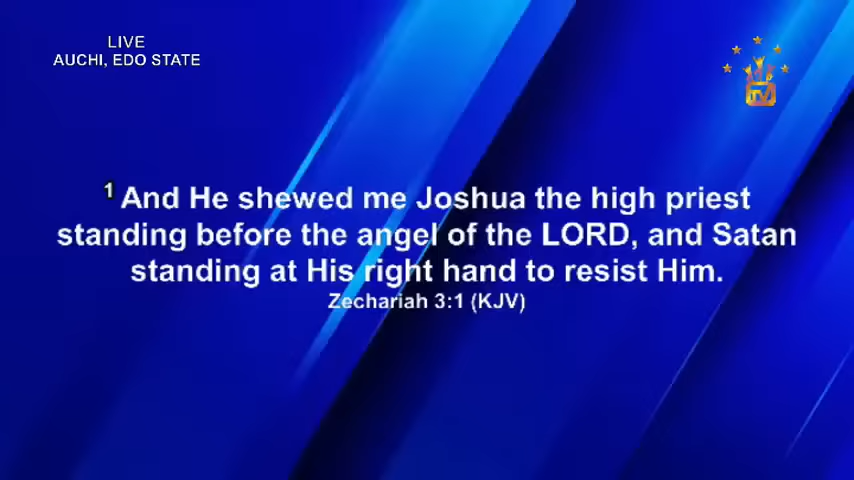 LIVE
AUCHI, EDO STATE
TV
1 And He shewed me Joshua the high priest
standing before the angel of the LORD, and Satan
standing at His right hand to resist Him.
Zechariah 3:1 (KJV)